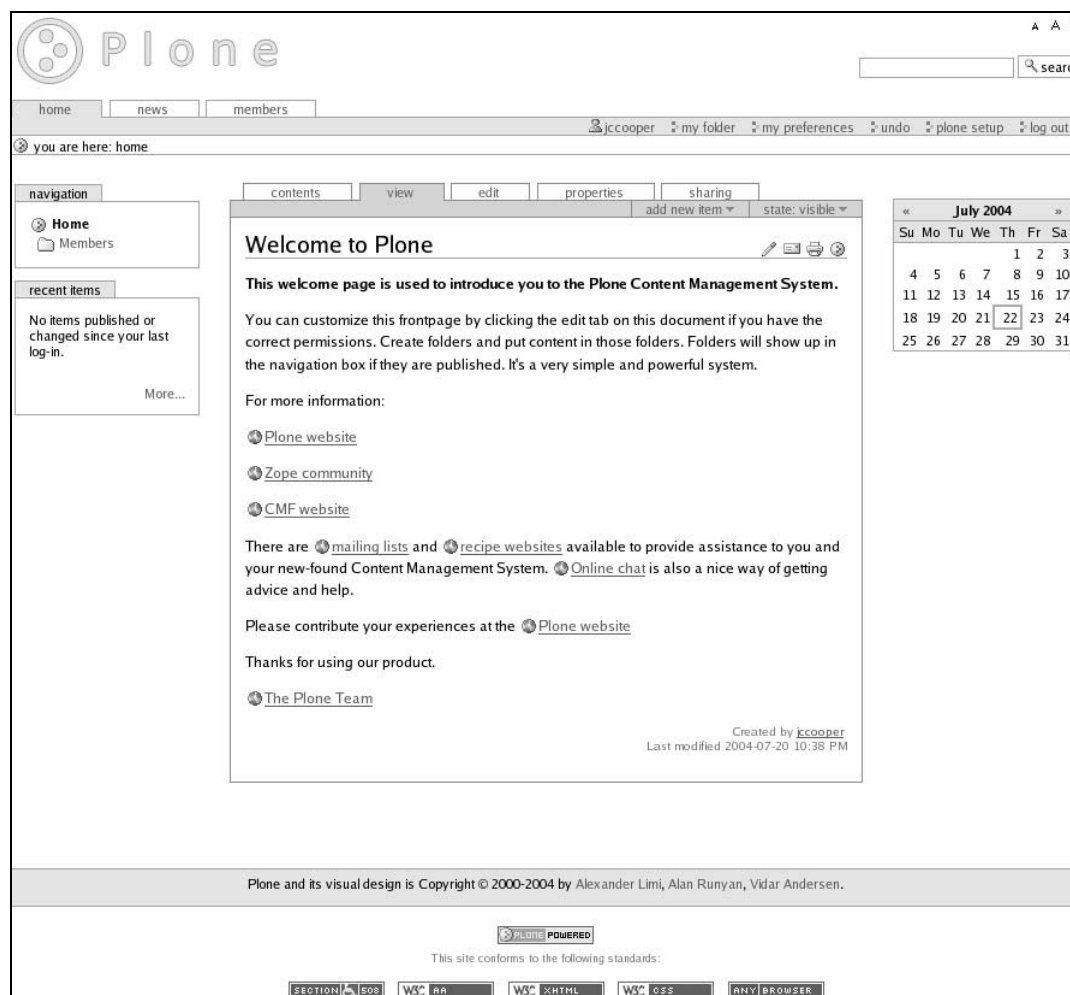 Plone
A A
searc
home news members
jccooper my folder my preferences undo plone setup log out
you are here: home
navigation
Home
Members
recent items
No items published or
changed since your last
log-in.
More...
contents view edit properties sharing
add new item state: visible
Welcome to Plone
This welcome page is used to introduce you to the Plone Content Management System.
You can customize this frontpage by clicking the edit tab on this document if you have the
correct permissions. Create folders and put content in those folders. Folders will show up in
the navigation box if they are published. It's a very simple and powerful system.
For more information:
Plone website
Zope community
CMF website
There are mailing lists and recipe websites available to provide assistance to you and
your new-found Content Management System. Online chat is also a nice way of getting
advice and help.
Please contribute your experiences at the Plone website
Thanks for using our product.
The Plone Team
Created by jccooper
Last modified 2004-07-20 10:38 PM
« July 2004 »
Su Mo Tu We Th Fr Sa
1 2 3
4 5 6 7 8 9 10
11 12 13 14 15 16 17
18 19 20 21 22 23 24
25 26 27 28 29 30 31
Plone and its visual design is Copyright © 2000-2004 by Alexander Limi, Alan Runyan, Vidar Andersen.
PLONE POWERED
This site conforms to the following standards:
SECTION 508 W3C AA W3C XHTML W3C CSS ANY BROWSER